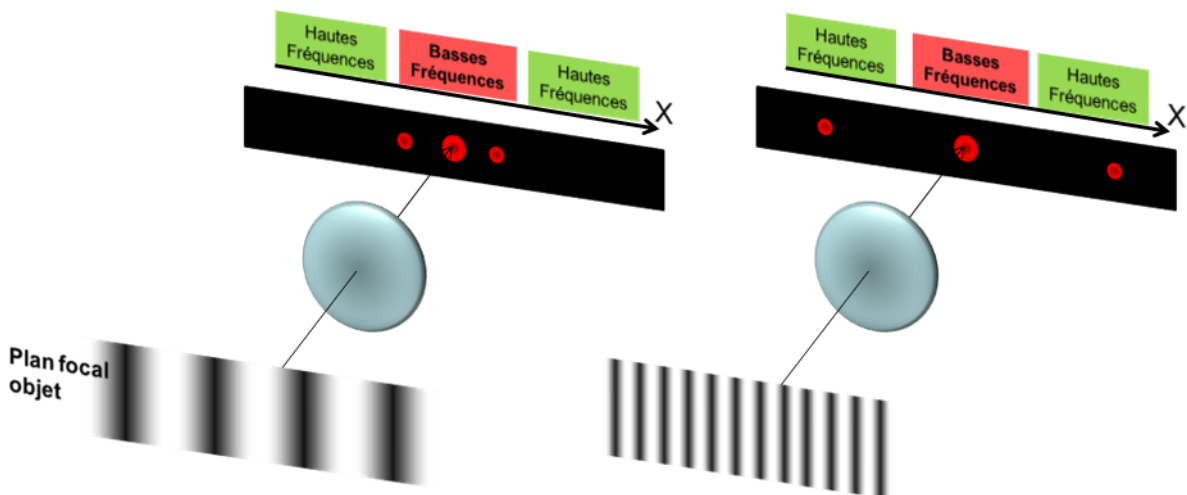 Hautes
Fréquences
Basses
Fréquences
Hautes
Fréquences
X
Hautes
Fréquences
Basses
Fréquences
Hautes
Fréquences
X
Plan focal
objet